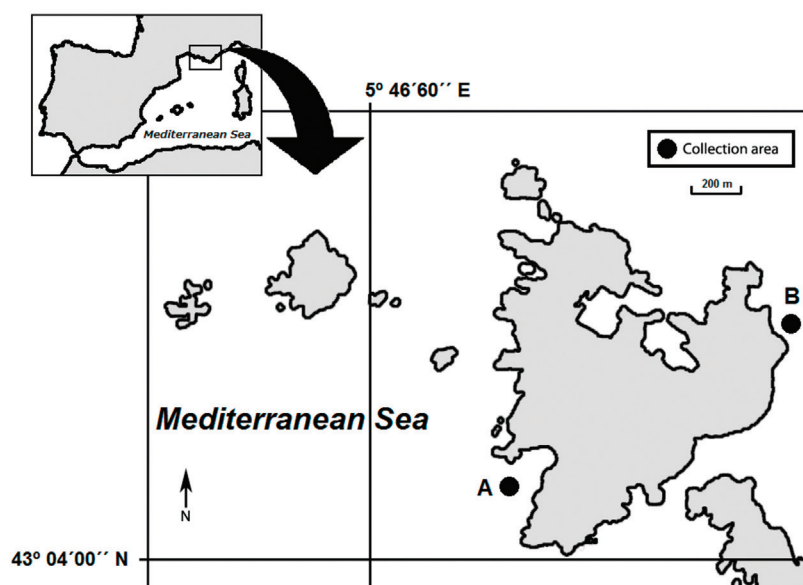 5º 46´60´´ E
Mediterranean Sea
Collection area
200 m
B
Mediterranean Sea
A
N
43º 04´00´´ N